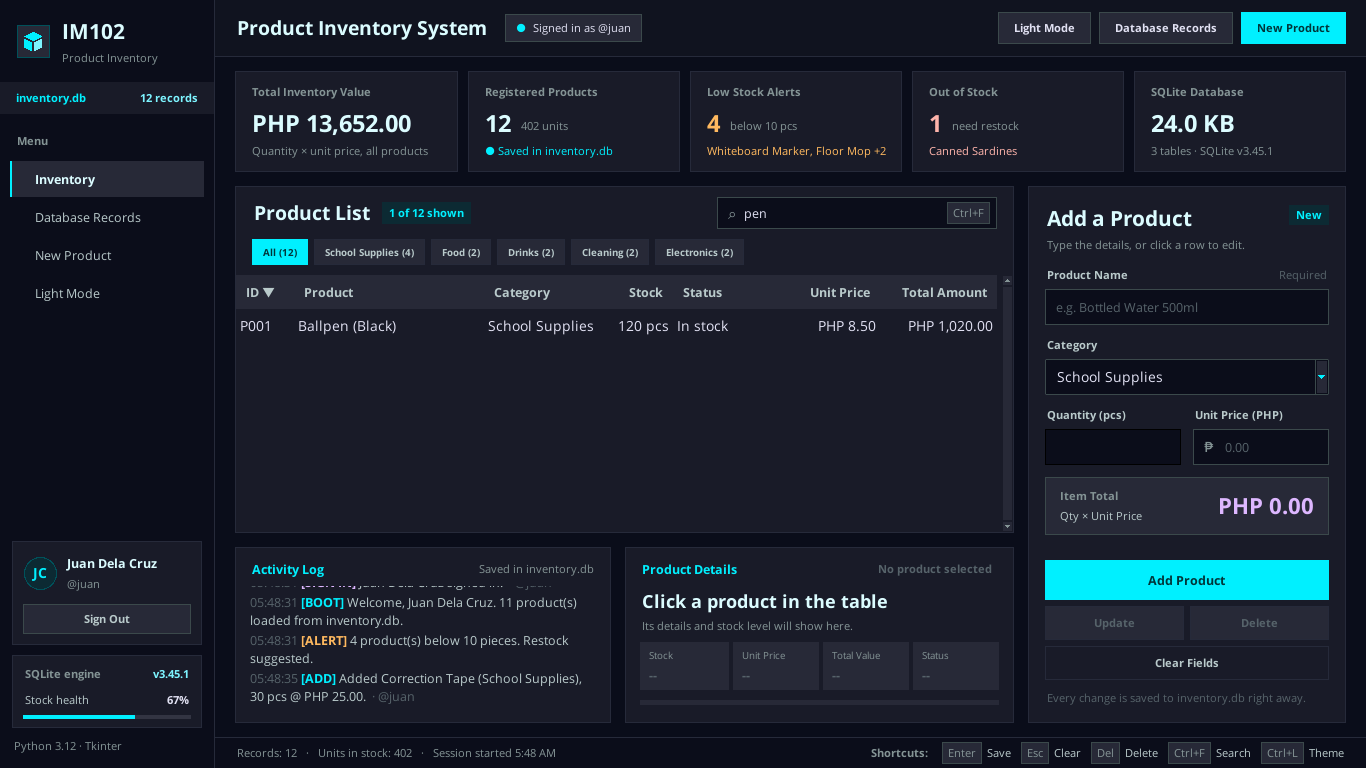 IM102
Product Inventory
inventory.db 12 records
Menu
Inventory
Database Records
New Product
Light Mode
JC Juan Dela Cruz
@juan
Sign Out
SQLite engine v3.45.1
Stock health 67%
Python 3.12 · Tkinter
Product Inventory System
Signed in as @juan
Light Mode
Database Records
New Product
Total Inventory Value
PHP 13,652.00
Quantity × unit price, all products
Registered Products
12 402 units
Saved in inventory.db
Low Stock Alerts
4 below 10 pcs
Whiteboard Marker, Floor Mop +2
Out of Stock
1 need restock
Canned Sardines
SQLite Database
24.0 KB
3 tables · SQLite v3.45.1
Product List 1 of 12 shown
pen Ctrl+F
All (12) School Supplies (4) Food (2) Drinks (2) Cleaning (2) Electronics (2)
ID ▼ Product Category Stock Status Unit Price Total Amount
P001 Ballpen (Black) School Supplies 120 pcs In stock PHP 8.50 PHP 1,020.00
Activity Log Saved in inventory.db
05:48:31 [BOOT] Welcome, Juan Dela Cruz. 11 product(s)
loaded from inventory.db.
05:48:31 [ALERT] 4 product(s) below 10 pieces. Restock
suggested.
05:48:35 [ADD] Added Correction Tape (School Supplies),
30 pcs @ PHP 25.00. · @juan
Product Details No product selected
Click a product in the table
Its details and stock level will show here.
Stock Unit Price Total Value Status
-- -- -- --
Add a Product New
Type the details, or click a row to edit.
Product Name Required
e.g. Bottled Water 500ml
Category
School Supplies
Quantity (pcs) Unit Price (PHP)
₱ 0.00
Item Total
Qty × Unit Price
PHP 0.00
Add Product
Update Delete
Clear Fields
Every change is saved to inventory.db right away.
Records: 12 · Units in stock: 402 · Session started 5:48 AM
Shortcuts: Enter Save Esc Clear Del Delete Ctrl+F Search Ctrl+L Theme